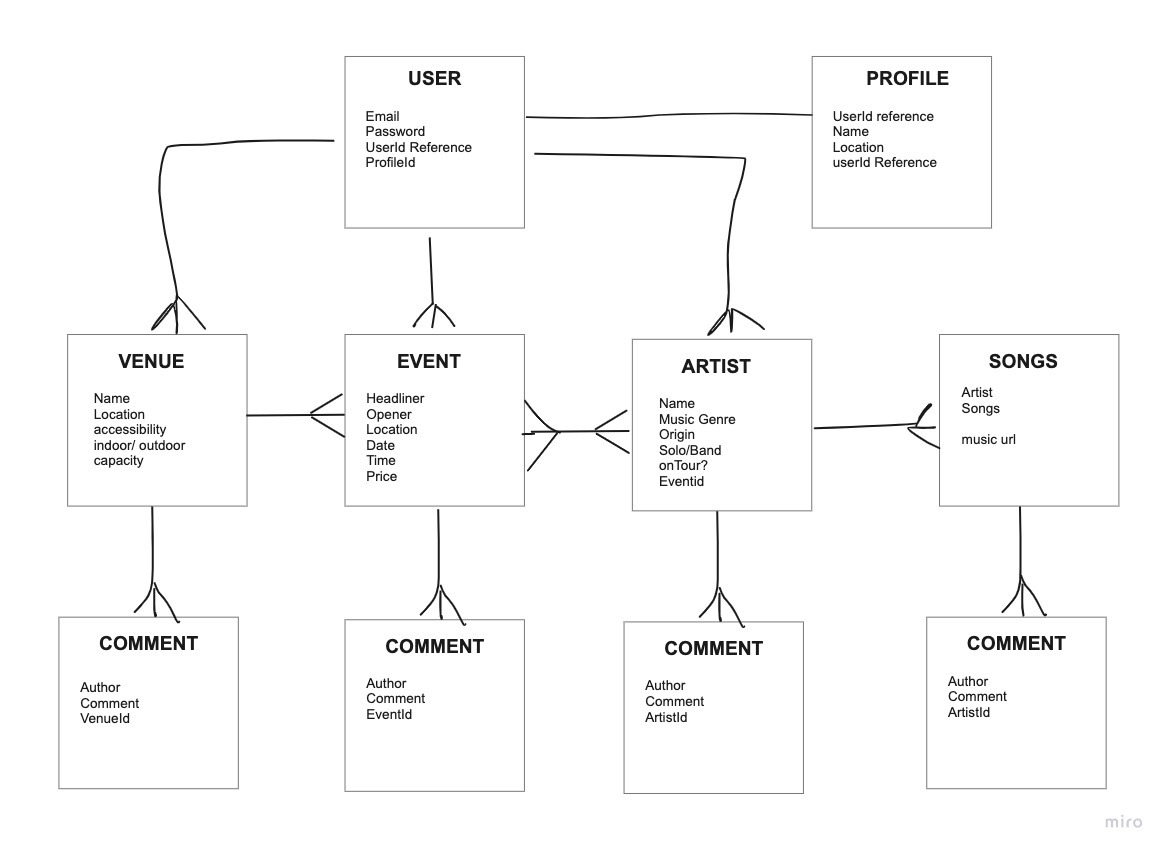 USER
Email
Password
UserId Reference
ProfileId
PROFILE
UserId reference
Name
Location
userId Reference
VENUE
Name
Location
accessibility
indoor/ outdoor
capacity
EVENT
Headliner
Opener
Location
Date
Time
Price
ARTIST
Name
Music Genre
Origin
Solo/Band
onTour?
Eventid
SONGS
Artist
Songs
music url
COMMENT
Author
Comment
VenueId
COMMENT
Author
Comment
EventId
COMMENT
Author
Comment
ArtistId
COMMENT
Author
Comment
ArtistId
miro